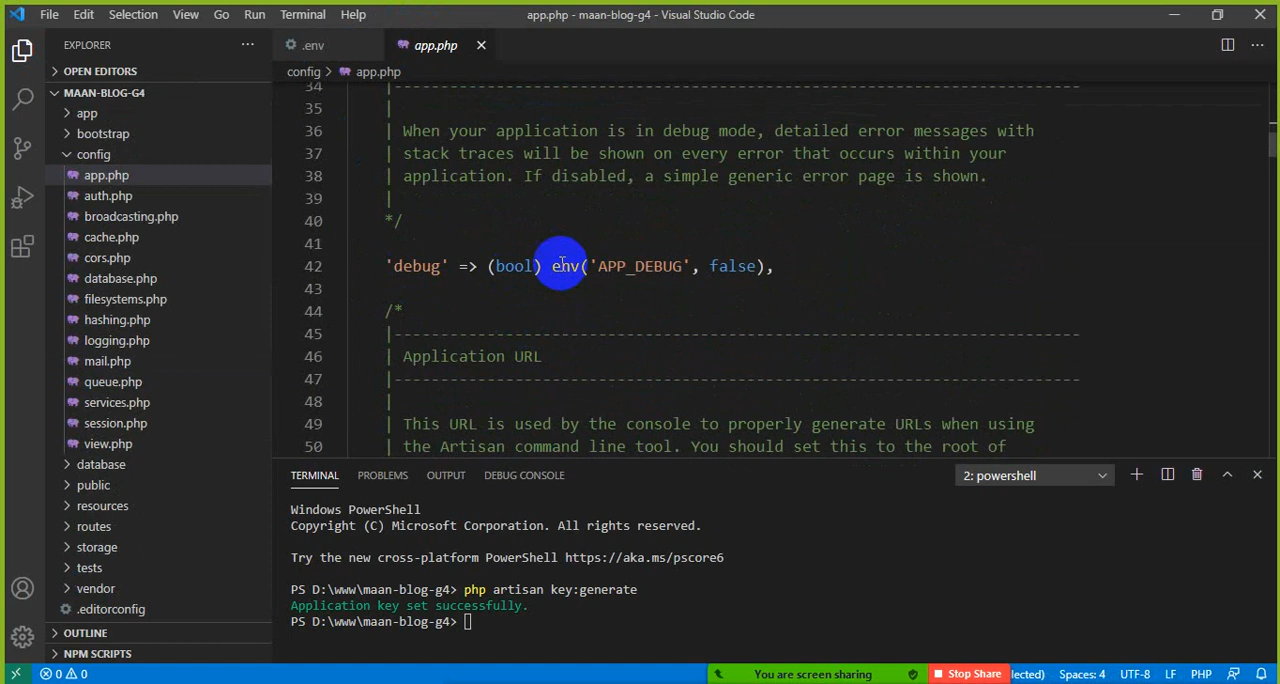 File Edit Selection View Go Run Terminal Help
app.php - maan-blog-g4 - Visual Studio Code
EXPLORER
OPEN EDITORS
MAAN-BLOG-G4
app
bootstrap
config
app.php
auth.php
broadcasting.php
cache.php
cors.php
database.php
filesystems.php
hashing.php
logging.php
mail.php
queue.php
services.php
session.php
view.php
database
public
resources
routes
storage
tests
vendor
.editorconfig
OUTLINE
NPM SCRIPTS
.env
app.php
config > app.php
34 |--------------------------------------------------------------------------
35 |
36 | When your application is in debug mode, detailed error messages with
37 | stack traces will be shown on every error that occurs within your
38 | application. If disabled, a simple generic error page is shown.
39 |
40 */
41
42 'debug' => (bool) env('APP_DEBUG', false),
43
44 /*
45 |--------------------------------------------------------------------------
46 | Application URL
47 |--------------------------------------------------------------------------
48 |
49 | This URL is used by the console to properly generate URLs when using
50 | the Artisan command line tool. You should set this to the root of
TERMINAL PROBLEMS OUTPUT DEBUG CONSOLE
2: powershell
Windows PowerShell
Copyright (C) Microsoft Corporation. All rights reserved.
Try the new cross-platform PowerShell https://aka.ms/pscore6
PS D:\www\maan-blog-g4> php artisan key:generate
Application key set successfully.
PS D:\www\maan-blog-g4>
0 0
You are screen sharing
Stop Share
lected) Spaces: 4 UTF-8 LF PHP